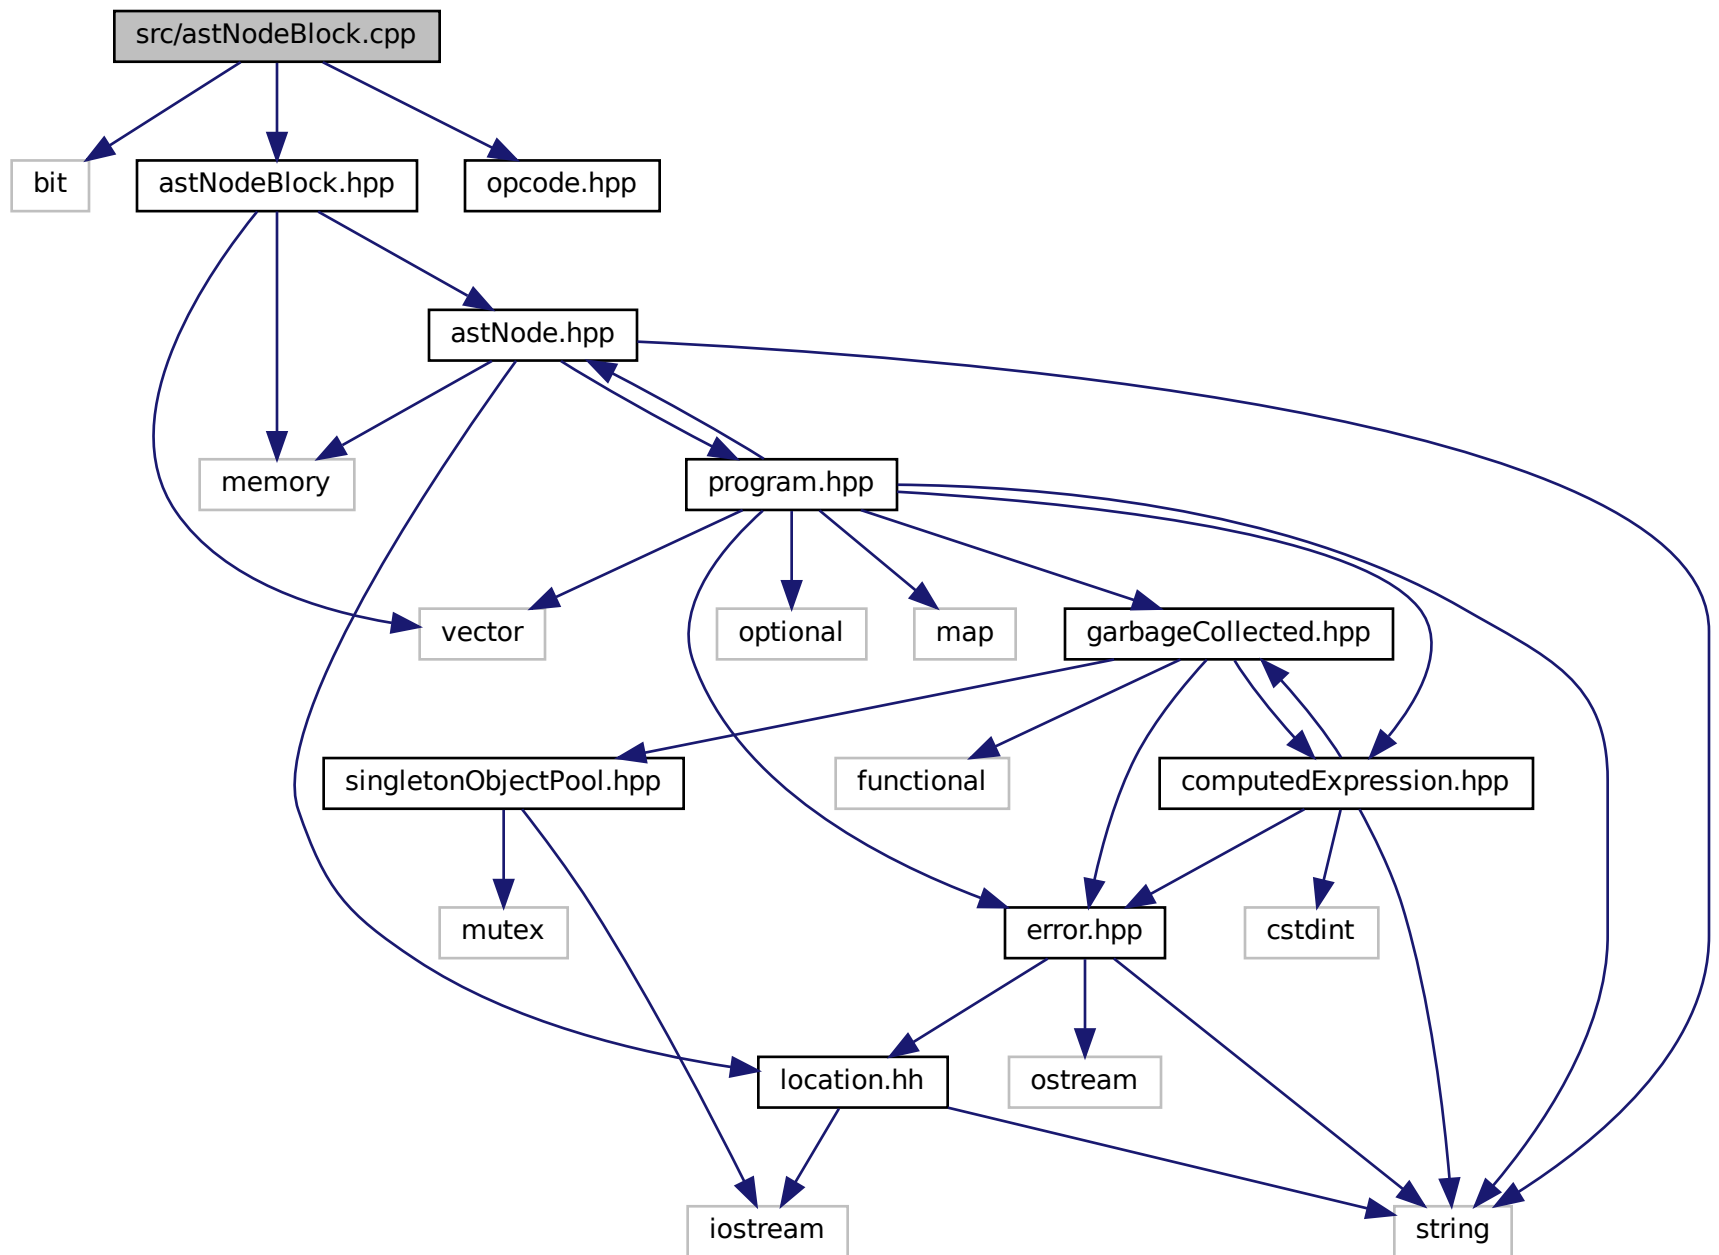 src/astNodeBlock.cpp
bit
astNodeBlock.hpp
opcode.hpp
astNode.hpp
memory
program.hpp
vector
optional
map
garbageCollected.hpp
singletonObjectPool.hpp
functional
computedExpression.hpp
mutex
error.hpp
cstdint
location.hh
ostream
iostream
string